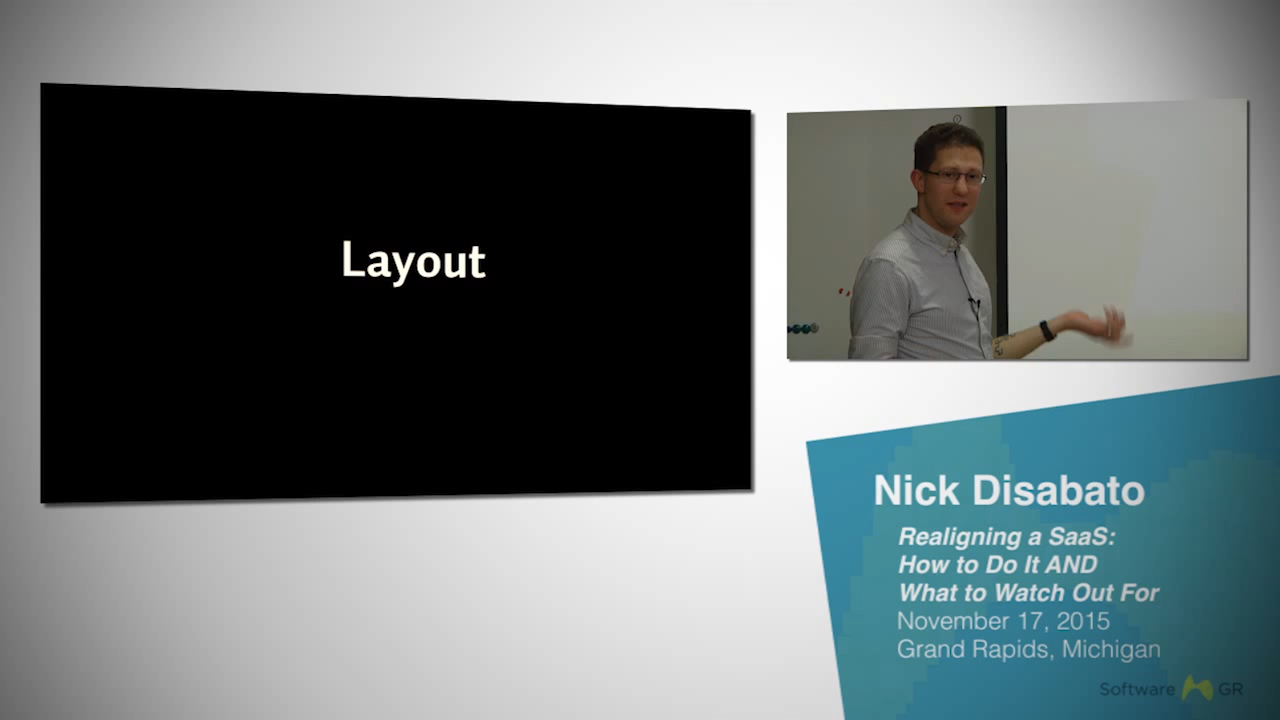 Layout
Nick Disabato
Realigning a SaaS:
How to Do It AND
What to Watch Out For
November 17, 2015
Grand Rapids, Michigan
Software GR